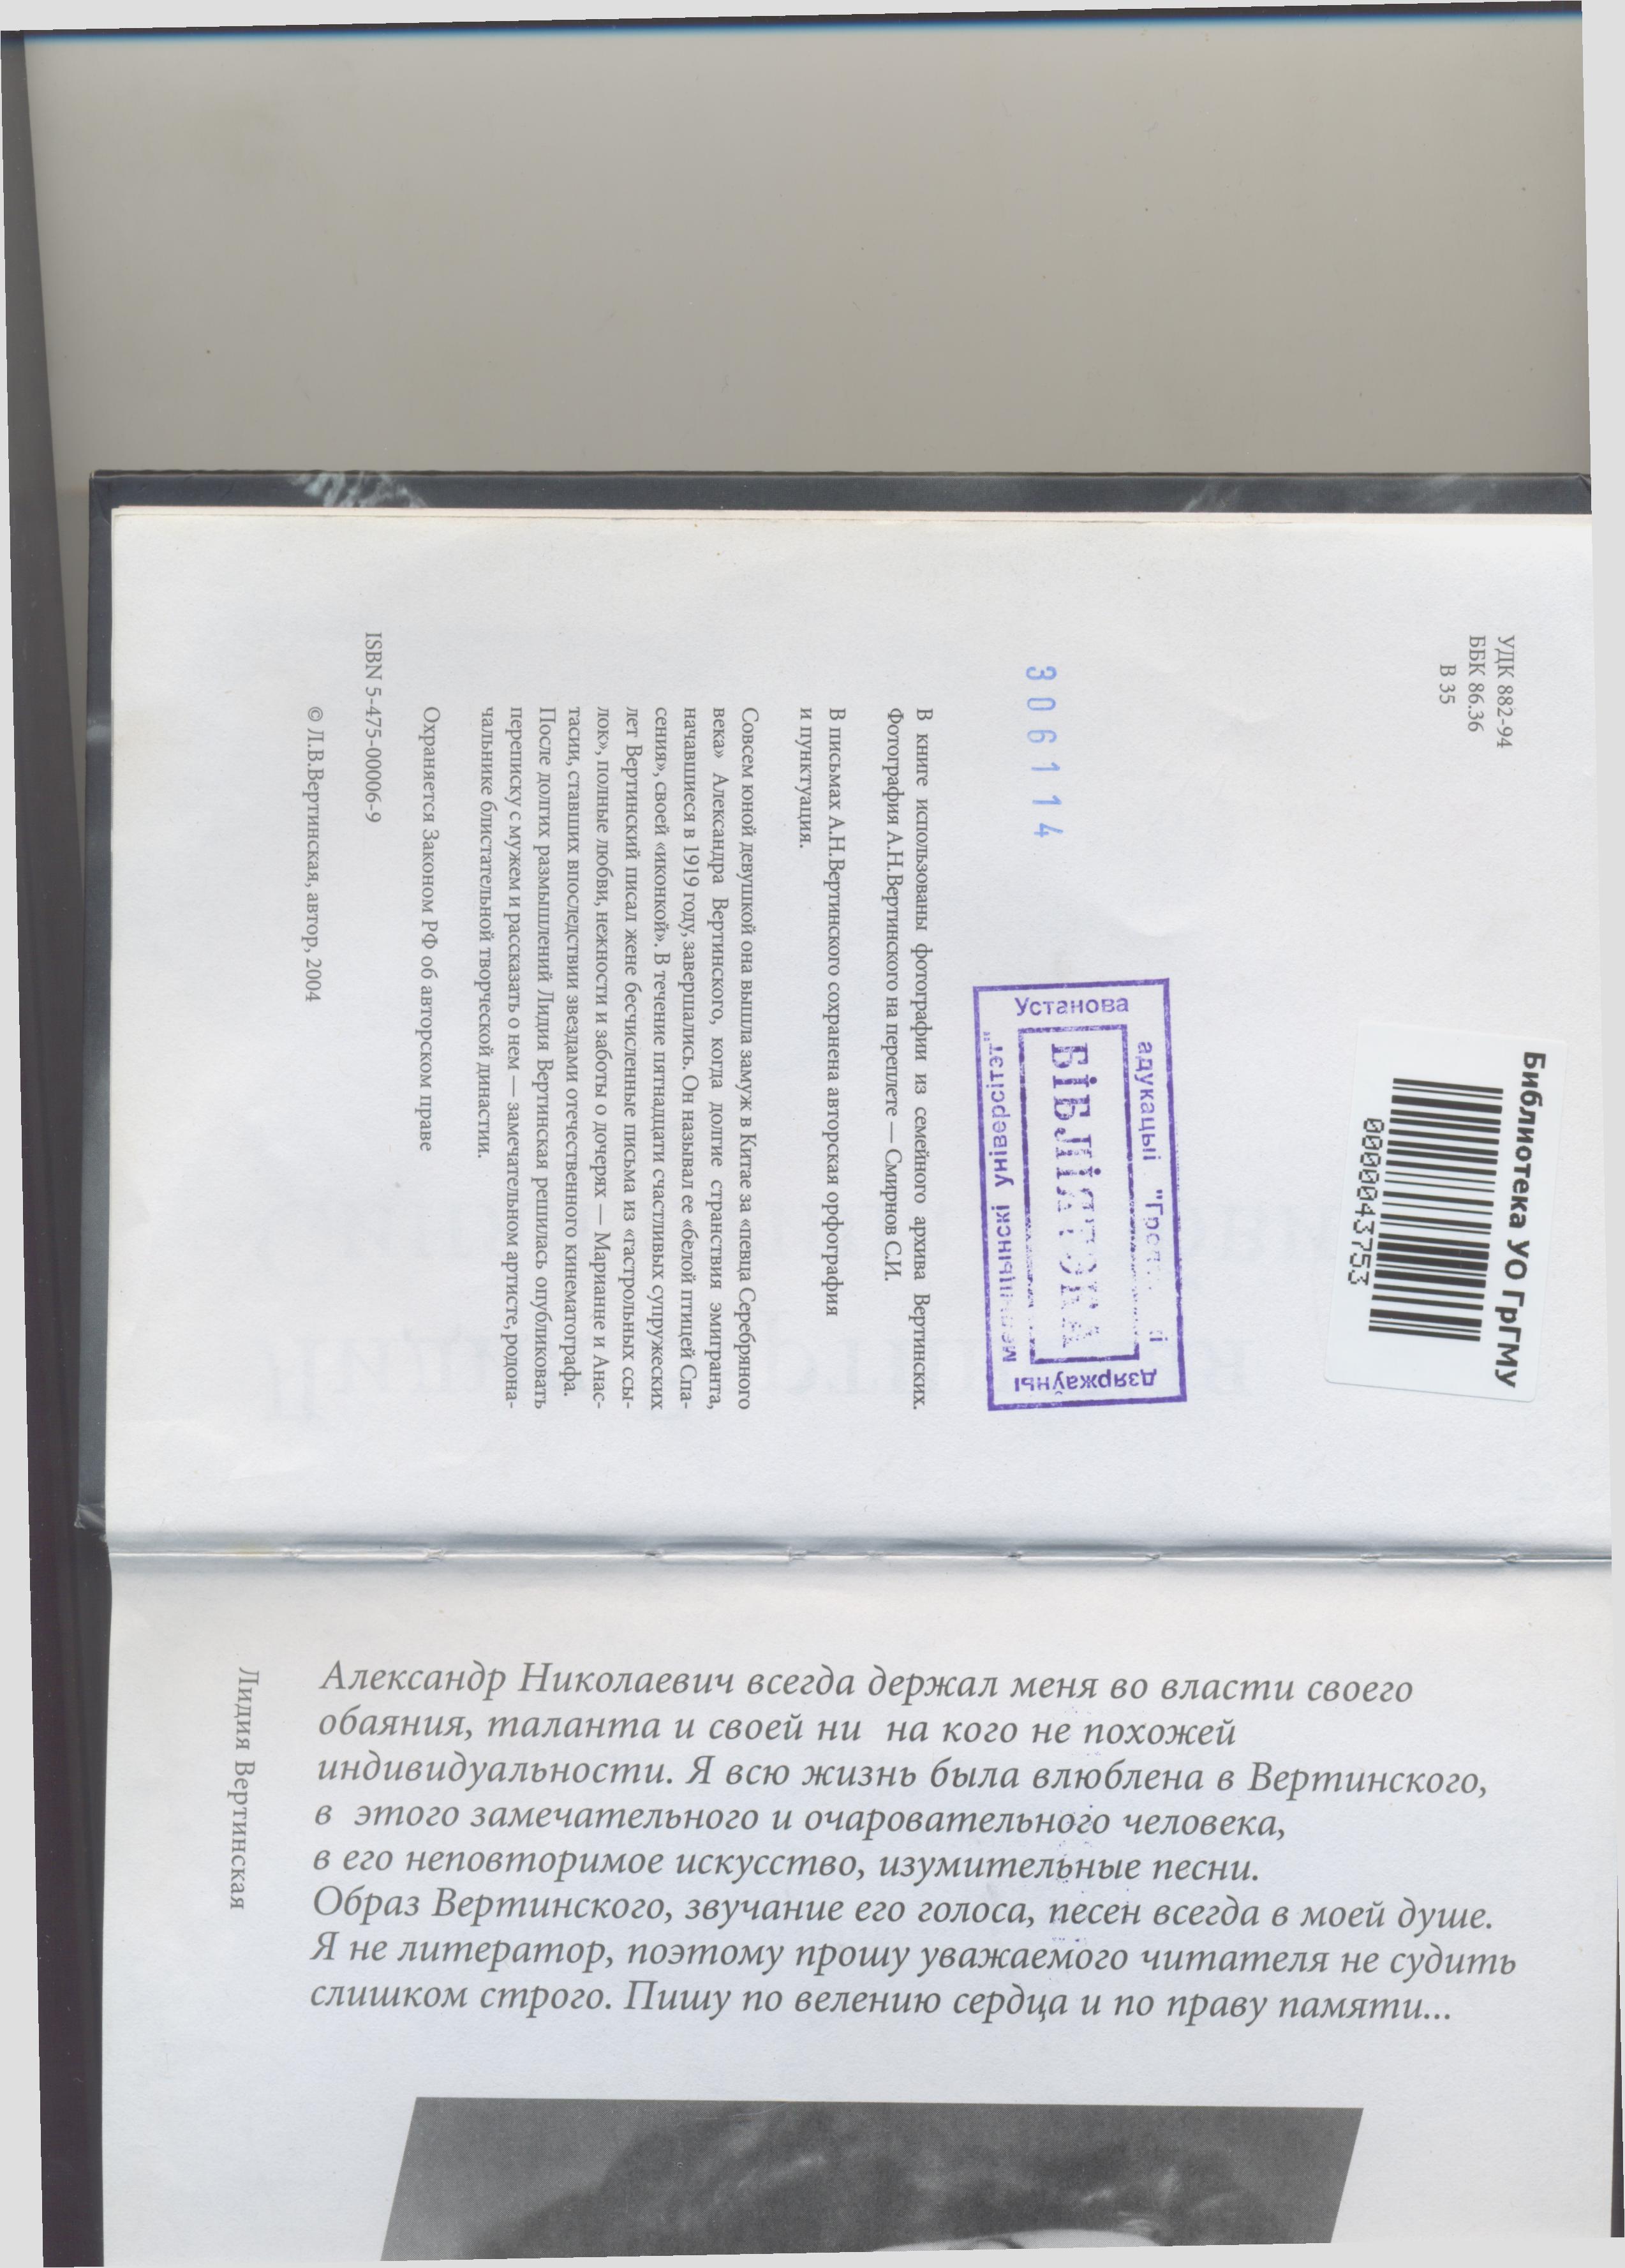 УДК 882-94
ББК 86.36
В 35
Библиотека УО ГрГМУ
0000043753
Установа
адукацыі
дзяржаўны
універсітэт"
БІБЛІЯТЭКА
306114
В книге использованы фотографии из семейного архива Вертинских.
Фотография А.Н.Вертинского на переплете — Смирнов С.И.
В письмах А.Н.Вертинского сохранена авторская орфография
и пунктуация.
Совсем юной девушкой она вышла замуж в Китае за «певца Серебряного
века» Александра Вертинского, когда долгие странствия эмигранта,
начавшиеся в 1919 году, завершались. Он называл ее «белой птицей Спа-
сения», своей «иконкой». В течение пятнадцати счастливых супружеских
лет Вертинский писал жене бесчисленные письма из «гастрольных ссы-
лок», полные любви, нежности и заботы о дочерях — Марианне и Анас-
тасии, ставших впоследствии звездами отечественного кинематографа.
После долгих размышлений Лидия Вертинская решилась опубликовать
переписку с мужем и рассказать о нем — замечательном артисте, родона-
чальнике блистательной творческой династии.
Охраняется Законом РФ об авторском праве
ISBN 5-475-00006-9
© Л.В.Вертинская, автор, 2004
Александр Николаевич всегда держал меня во власти своего
обаяния, таланта и своей ни на кого не похожей
индивидуальности. Я всю жизнь была влюблена в Вертинского,
в этого замечательного и очаровательного человека,
в его неповторимое искусство, изумительные песни.
Образ Вертинского, звучание его голоса, песен всегда в моей душе.
Я не литератор, поэтому прошу уважаемого читателя не судить
слишком строго. Пишу по велению сердца и по праву памяти...
Лидия Вертинская